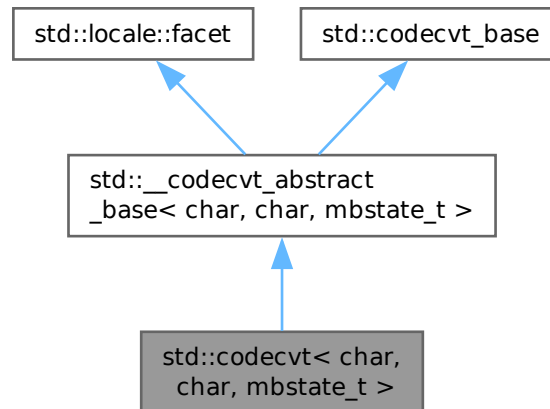 std::locale::facet
std::codecvt_base
std::__codecvt_abstract
_base< char, char, mbstate_t >
std::codecvt< char,
char, mbstate_t >